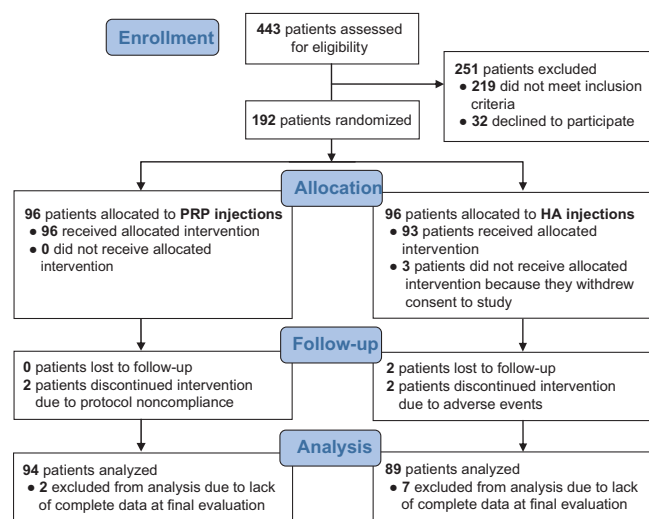 Enrollment
443 patients assessed
for eligibility
251 patients excluded
● 219 did not meet inclusion
criteria
● 32 declined to participate
192 patients randomized
Allocation
96 patients allocated to PRP injections
● 96 received allocated intervention
● 0 did not receive allocated
intervention
96 patients allocated to HA injections
● 93 patients received allocated
intervention
● 3 patients did not receive allocated
intervention because they withdrew
consent to study
Follow-up
0 patients lost to follow-up
2 patients discontinued intervention
due to protocol noncompliance
2 patients lost to follow-up
2 patients discontinued intervention
due to adverse events
Analysis
94 patients analyzed
● 2 excluded from analysis due to lack
of complete data at final evaluation
89 patients analyzed
● 7 excluded from analysis due to lack
of complete data at final evaluation